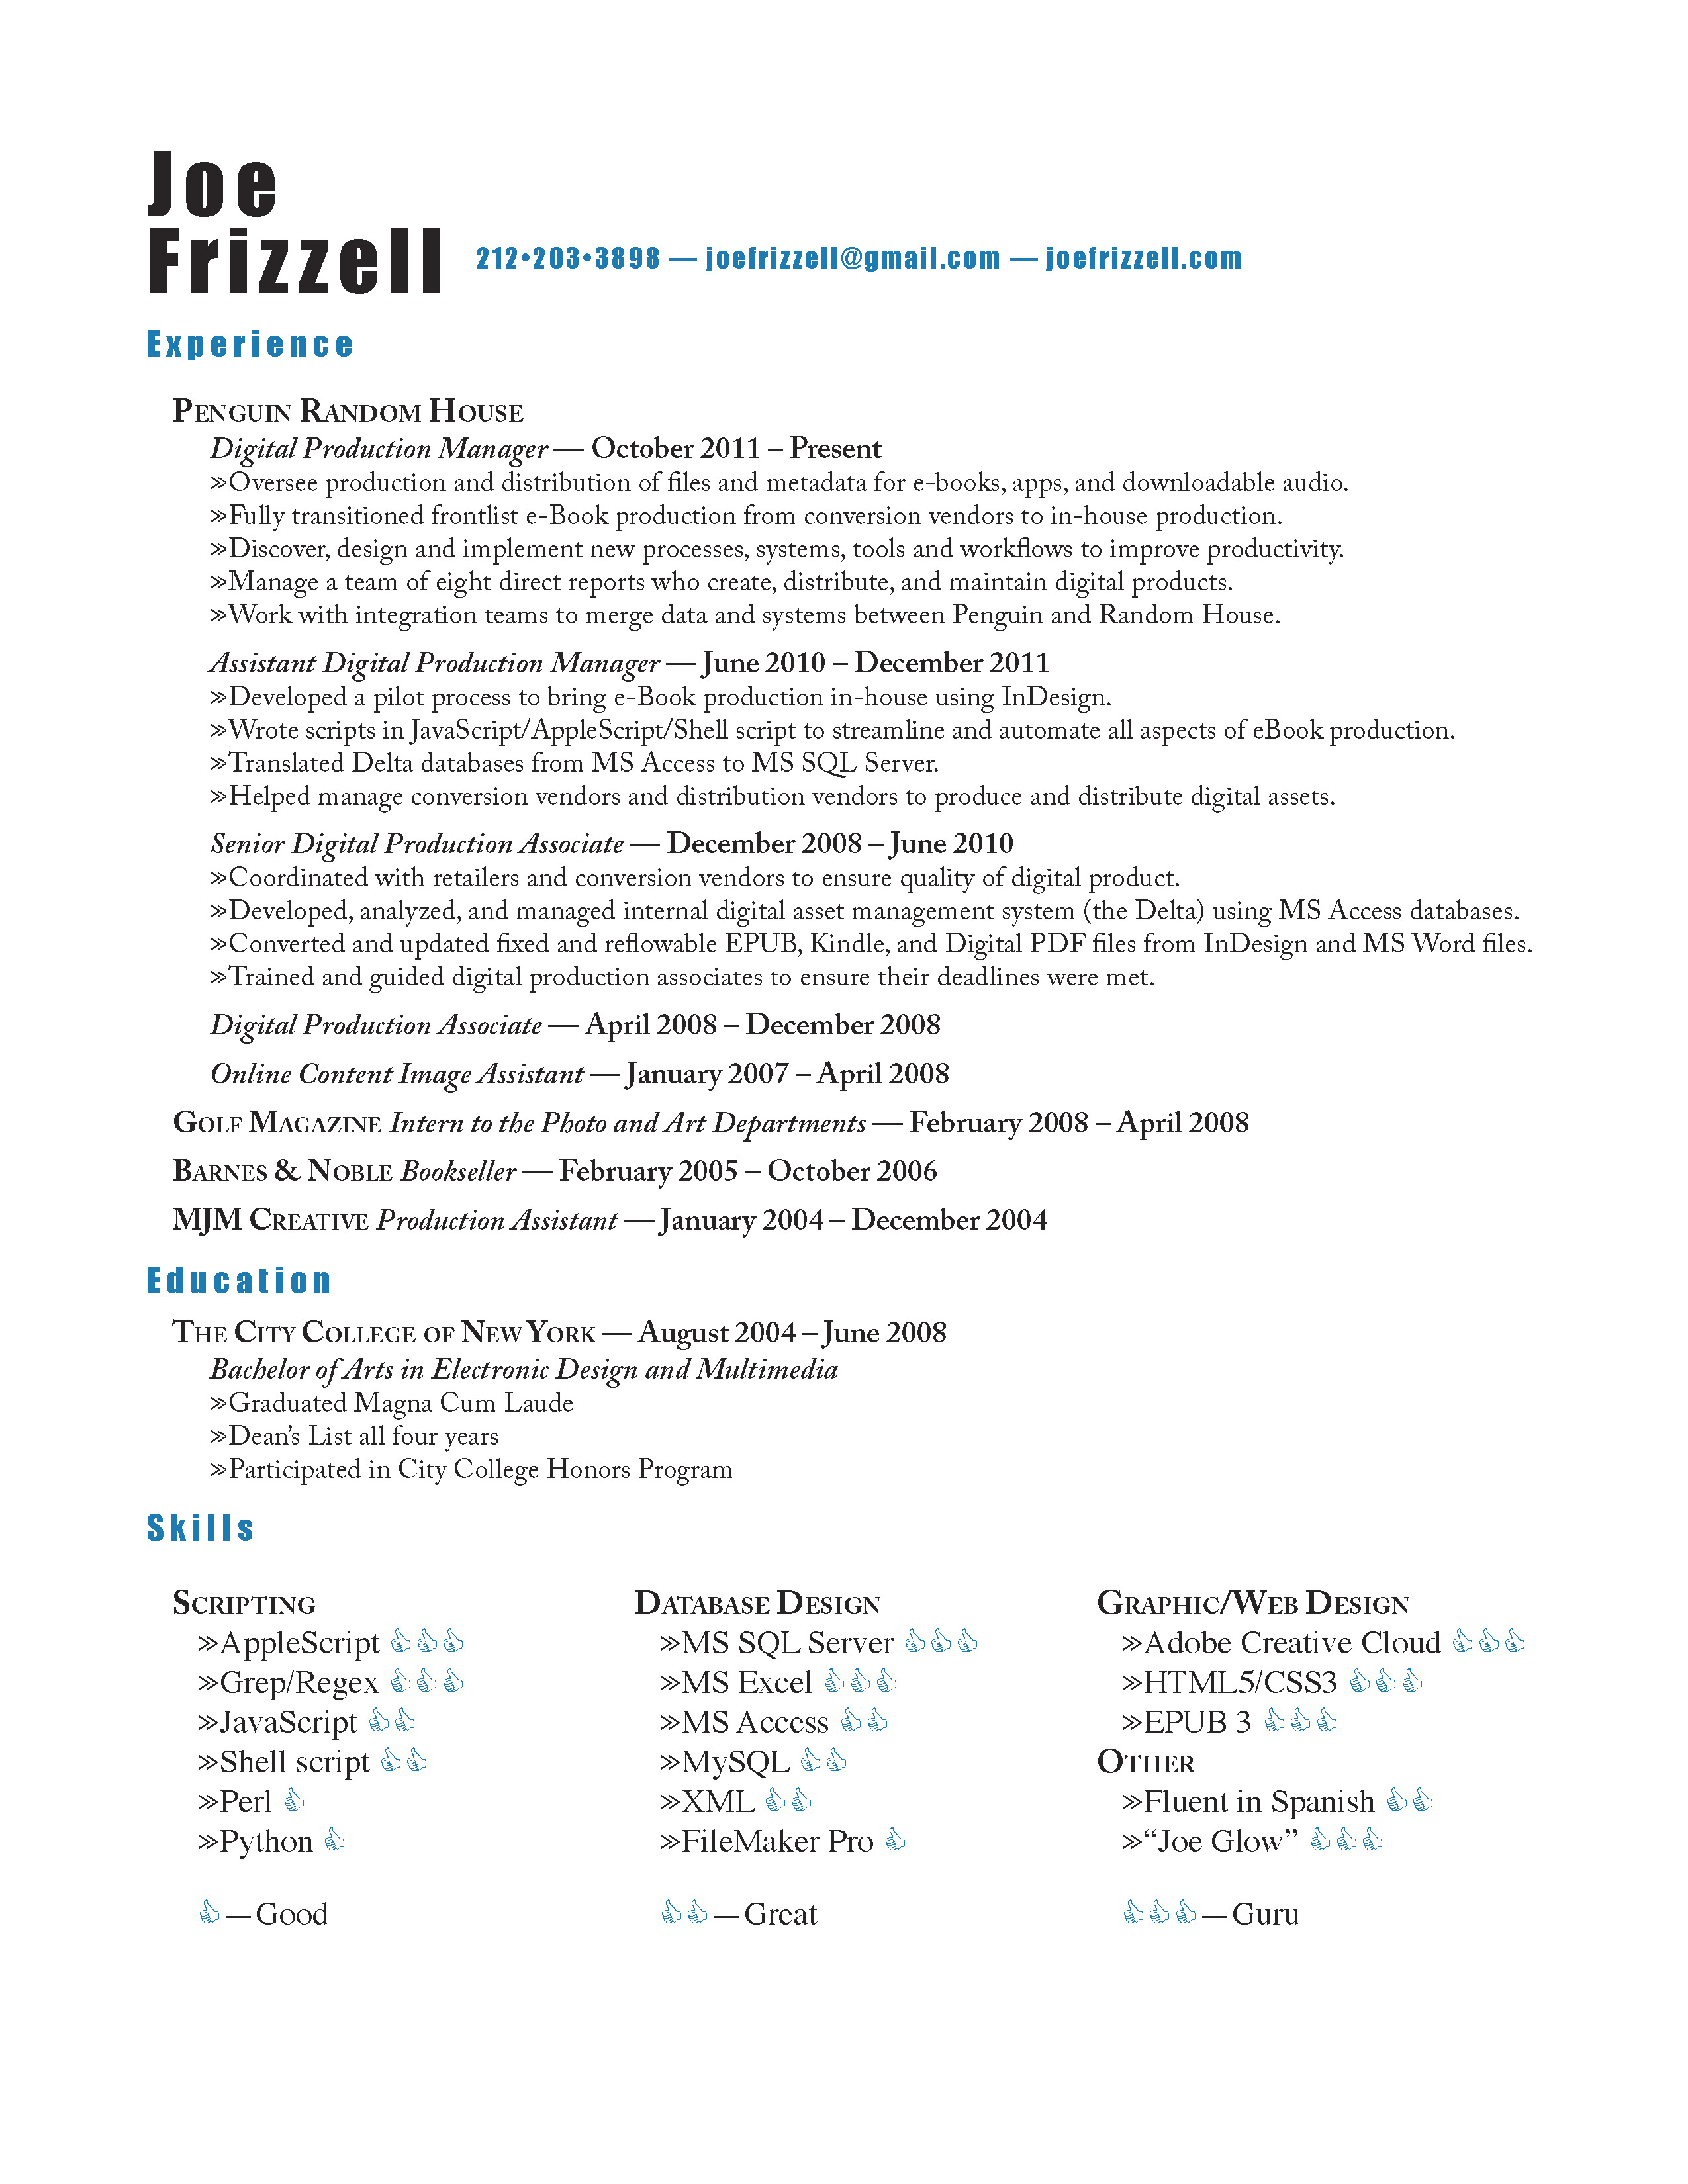 Joe
Frizzell 212•203•3898 — joefrizzell@gmail.com — joefrizzell.com
Experience
Penguin Random House
Digital Production Manager — October 2011 – Present
»Oversee production and distribution of files and metadata for e-books, apps, and downloadable audio.
»Fully transitioned frontlist e-Book production from conversion vendors to in-house production.
»Discover, design and implement new processes, systems, tools and workflows to improve productivity.
»Manage a team of eight direct reports who create, distribute, and maintain digital products.
»Work with integration teams to merge data and systems between Penguin and Random House.
Assistant Digital Production Manager — June 2010 – December 2011
»Developed a pilot process to bring e-Book production in-house using InDesign.
»Wrote scripts in JavaScript/AppleScript/Shell script to streamline and automate all aspects of eBook production.
»Translated Delta databases from MS Access to MS SQL Server.
»Helped manage conversion vendors and distribution vendors to produce and distribute digital assets.
Senior Digital Production Associate — December 2008 – June 2010
»Coordinated with retailers and conversion vendors to ensure quality of digital product.
»Developed, analyzed, and managed internal digital asset management system (the Delta) using MS Access databases.
»Converted and updated fixed and reflowable EPUB, Kindle, and Digital PDF files from InDesign and MS Word files.
»Trained and guided digital production associates to ensure their deadlines were met.
Digital Production Associate — April 2008 – December 2008
Online Content Image Assistant — January 2007 – April 2008
Golf Magazine Intern to the Photo and Art Departments — February 2008 – April 2008
Barnes & Noble Bookseller — February 2005 – October 2006
MJM Creative Production Assistant — January 2004 – December 2004
Education
The City College of New York — August 2004 – June 2008
Bachelor of Arts in Electronic Design and Multimedia
»Graduated Magna Cum Laude
»Dean’s List all four years
»Participated in City College Honors Program
Skills
Scripting
»AppleScript 👍👍👍
»Grep/Regex 👍👍👍
»JavaScript 👍👍
»Shell script 👍👍
»Perl 👍
»Python 👍
👍 — Good
Database Design
»MS SQL Server 👍👍👍
»MS Excel 👍👍👍
»MS Access 👍👍
»MySQL 👍👍
»XML 👍👍
»FileMaker Pro 👍
👍👍 — Great
Graphic/Web Design
»Adobe Creative Cloud 👍👍👍
»HTML5/CSS3 👍👍👍
»EPUB 3 👍👍👍
Other
»Fluent in Spanish 👍👍
»“Joe Glow” 👍👍👍
👍👍👍 — Guru